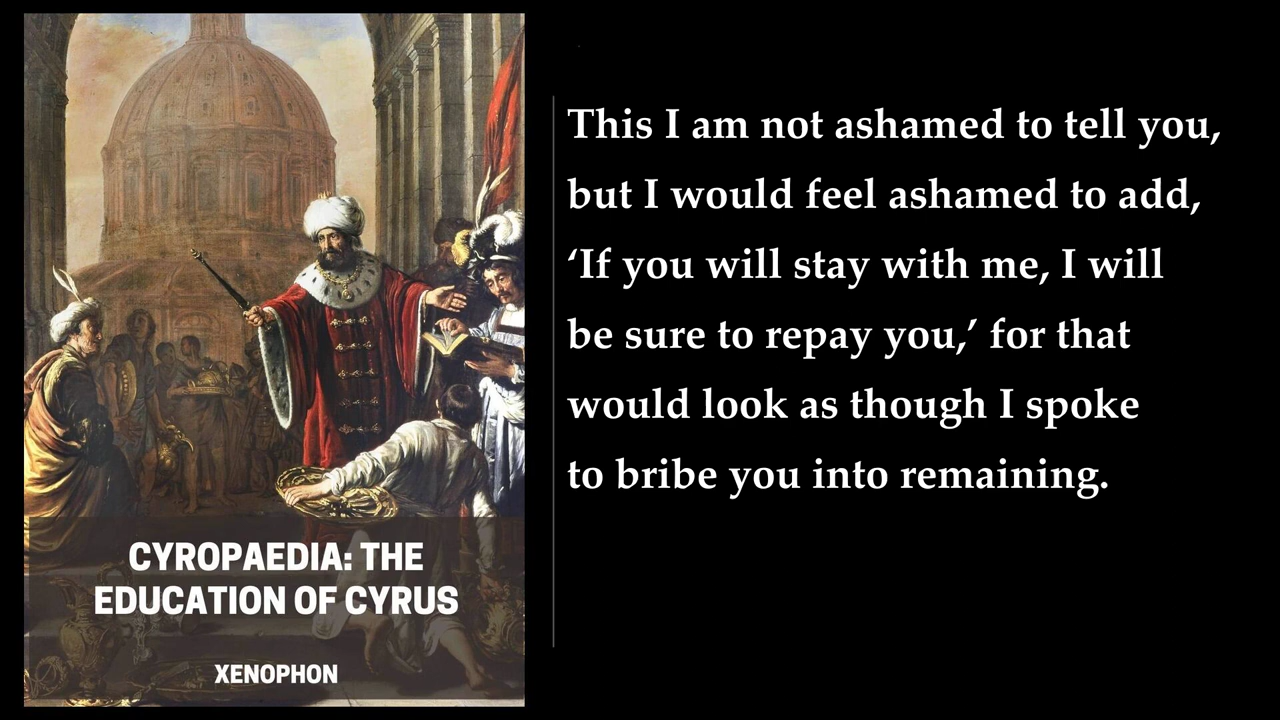 This I am not ashamed to tell you,
but I would feel ashamed to add,
‘If you will stay with me, I will
be sure to repay you,’ for that
would look as though I spoke
to bribe you into remaining.
CYROPAEDIA: THE
EDUCATION OF CYRUS
XENOPHON